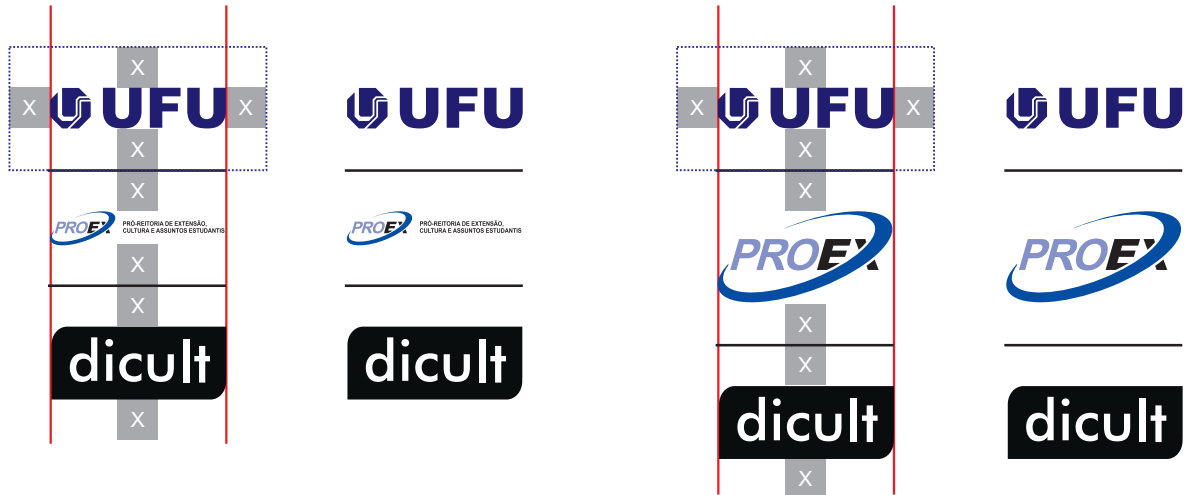 X
X UFU X
X
X
PROEX PRÓ-REITORIA DE EXTENSÃO,
CULTURA E ASSUNTOS ESTUDANTIS
X
X
dicult
X
UFU
PROEX PRÓ-REITORIA DE EXTENSÃO,
CULTURA E ASSUNTOS ESTUDANTIS
dicult
X
X UFU X
X
X
PROEX
X
X
dicult
X
UFU
PROEX
dicult